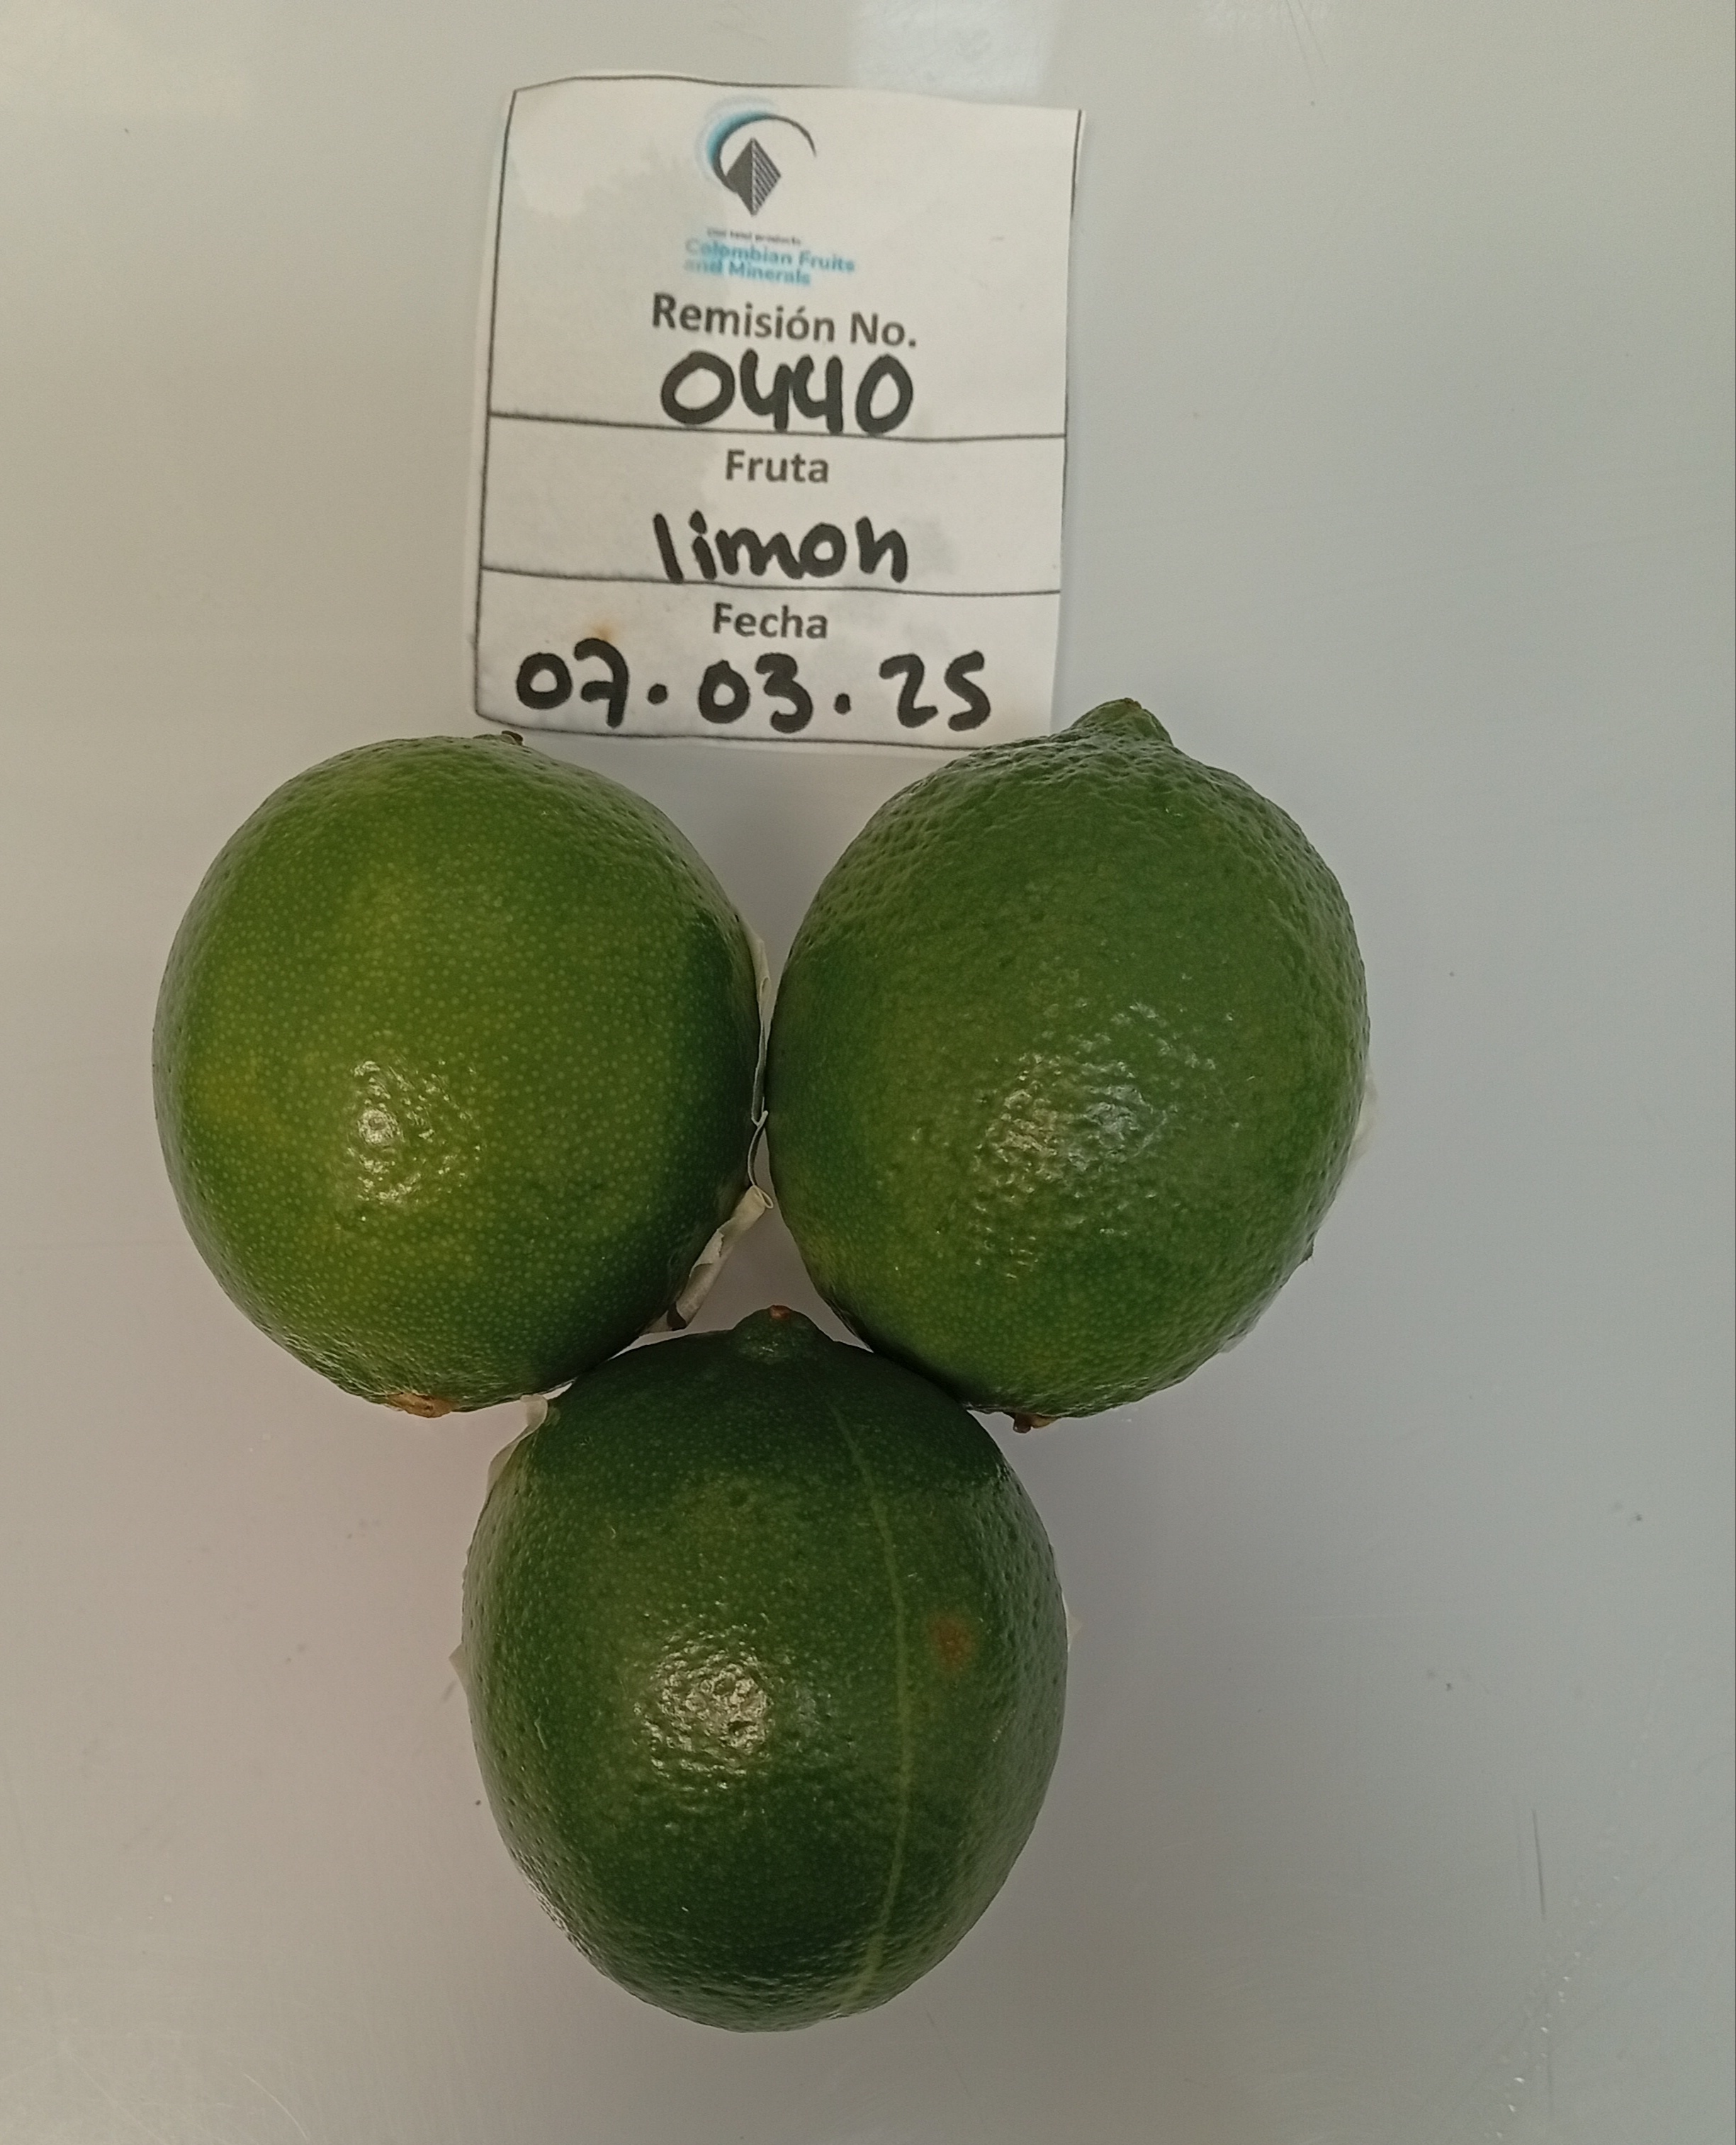 Colombian Fruits
and Minerals
Remisión No.
0440
Fruta
limon
Fecha
07.03.25